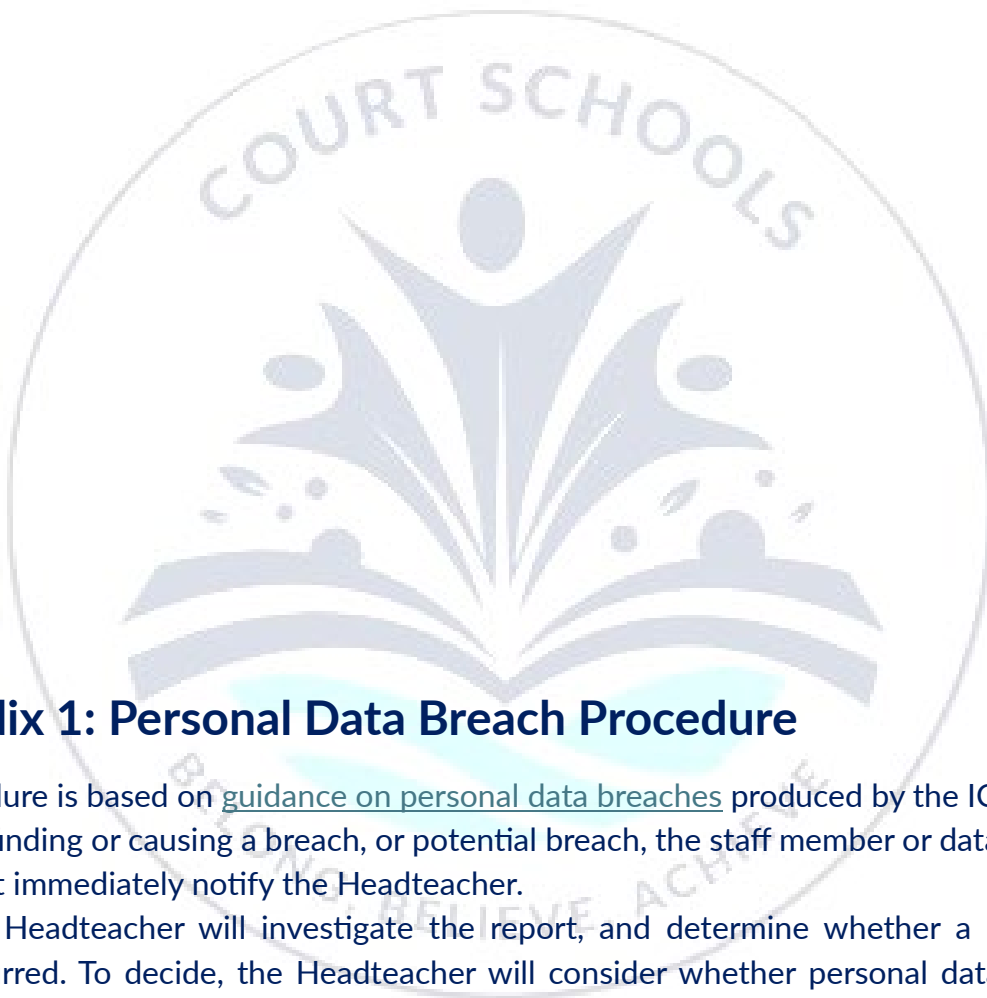 COURT SCHOOLS
lix 1: Personal Data Breach Procedure
lure is based on guidance on personal data breaches produced by the IC
unding or causing a breach, or potential breach, the staff member or data
t immediately notify the Headteacher.
Headteacher will investigate the report, and determine whether a
rred. To decide, the Headteacher will consider whether personal data
BELONG, BELIEVE, ACHIEVE